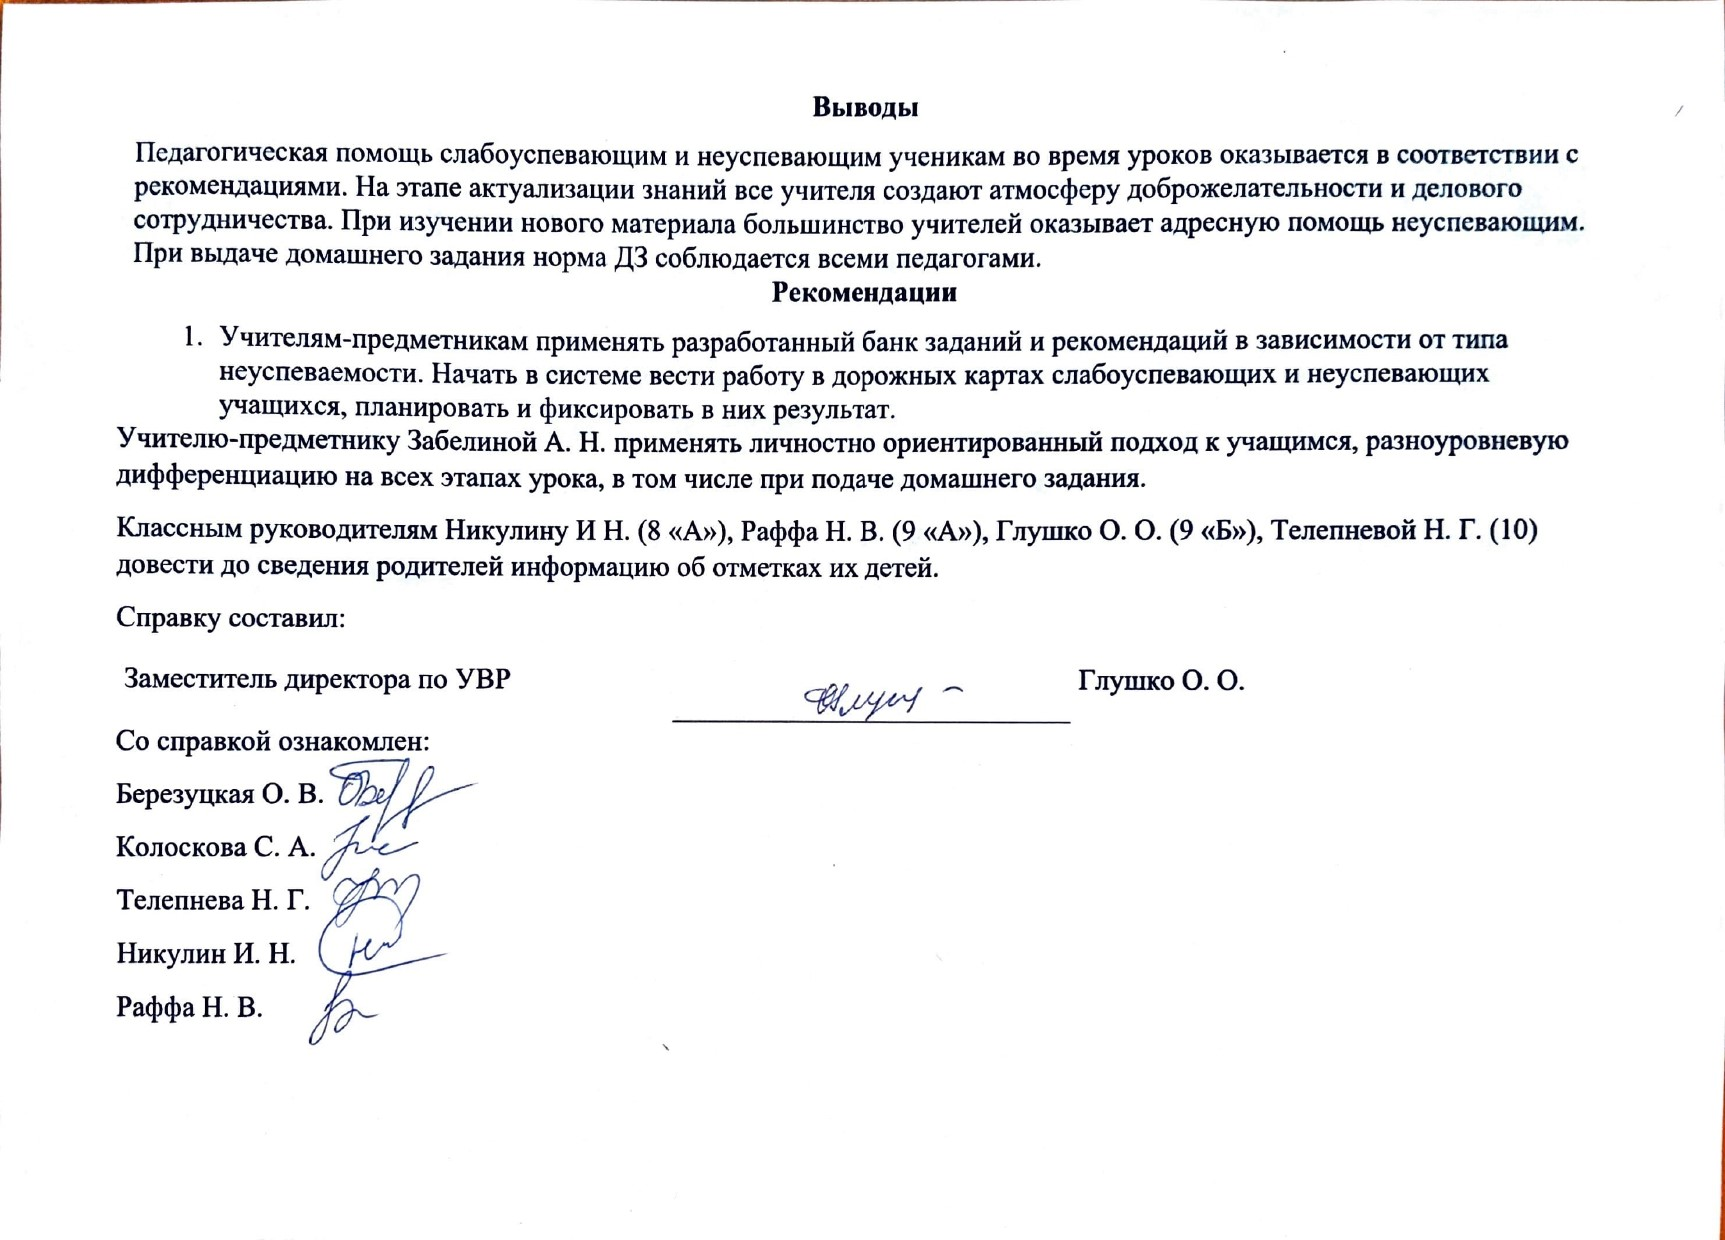 Выводы
Педагогическая помощь слабоуспевающим и неуспевающим ученикам во время уроков оказывается в соответствии с
рекомендациями. На этапе актуализации знаний все учителя создают атмосферу доброжелательности и делового
сотрудничества. При изучении нового материала большинство учителей оказывает адресную помощь неуспевающим.
При выдаче домашнего задания норма ДЗ соблюдается всеми педагогами.
Рекомендации
1. Учителям-предметникам применять разработанный банк заданий и рекомендаций в зависимости от типа
неуспеваемости. Начать в системе вести работу в дорожных картах слабоуспевающих и неуспевающих
учащихся, планировать и фиксировать в них результат.
Учителю-предметнику Забелиной А. Н. применять личностно ориентированный подход к учащимся, разноуровневую
дифференциацию на всех этапах урока, в том числе при подаче домашнего задания.
Классным руководителям Никулину И Н. (8 «А»), Раффа Н. В. (9 «А»), Глушко О. О. (9 «Б»), Телепневой Н. Г. (10)
довести до сведения родителей информацию об отметках их детей.
Справку составил:
Заместитель директора по УВР Глушко О. О.
Со справкой ознакомлен:
Березуцкая О. В.
Колоскова С. А.
Телепнева Н. Г.
Никулин И. Н.
Раффа Н. В.